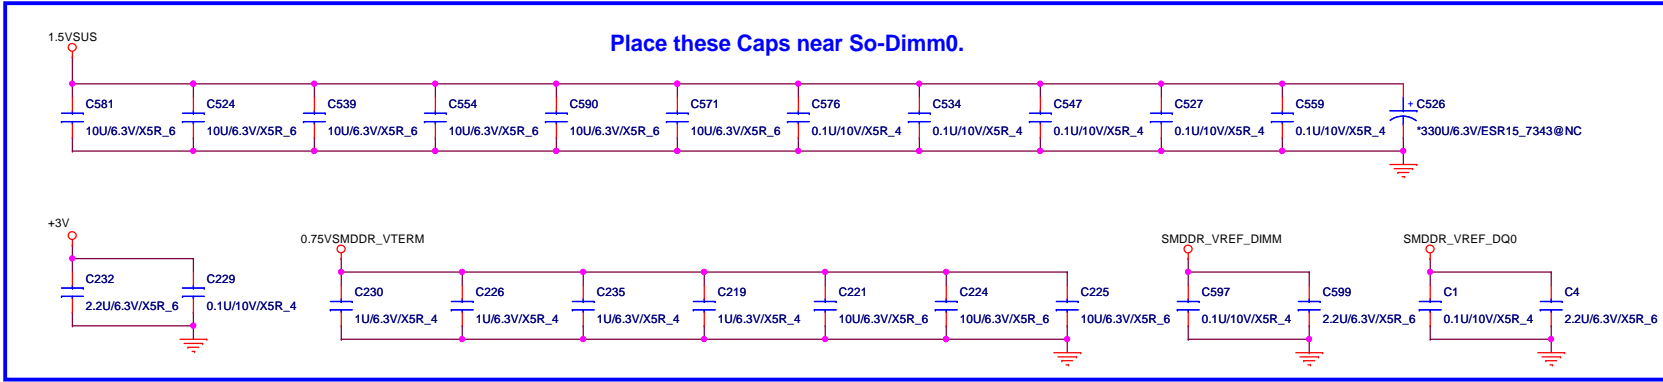 Place these Caps near So-Dimm0.
1.5VSUS
C581
10U/6.3V/X5R_6
C524
10U/6.3V/X5R_6
C539
10U/6.3V/X5R_6
C554
10U/6.3V/X5R_6
C590
10U/6.3V/X5R_6
C571
10U/6.3V/X5R_6
C576
0.1U/10V/X5R_4
C534
0.1U/10V/X5R_4
C547
0.1U/10V/X5R_4
C527
0.1U/10V/X5R_4
C559
0.1U/10V/X5R_4
+ C526
*330U/6.3V/ESR15_7343@NC
+3V
C232
2.2U/6.3V/X5R_6
C229
0.1U/10V/X5R_4
0.75VSMDDR_VTERM
C230
1U/6.3V/X5R_4
C226
1U/6.3V/X5R_4
C235
1U/6.3V/X5R_4
C219
1U/6.3V/X5R_4
C221
10U/6.3V/X5R_6
C224
10U/6.3V/X5R_6
C225
10U/6.3V/X5R_6
SMDDR_VREF_DIMM
C597
0.1U/10V/X5R_4
C599
2.2U/6.3V/X5R_6
SMDDR_VREF_DQ0
C1
0.1U/10V/X5R_4
C4
2.2U/6.3V/X5R_6